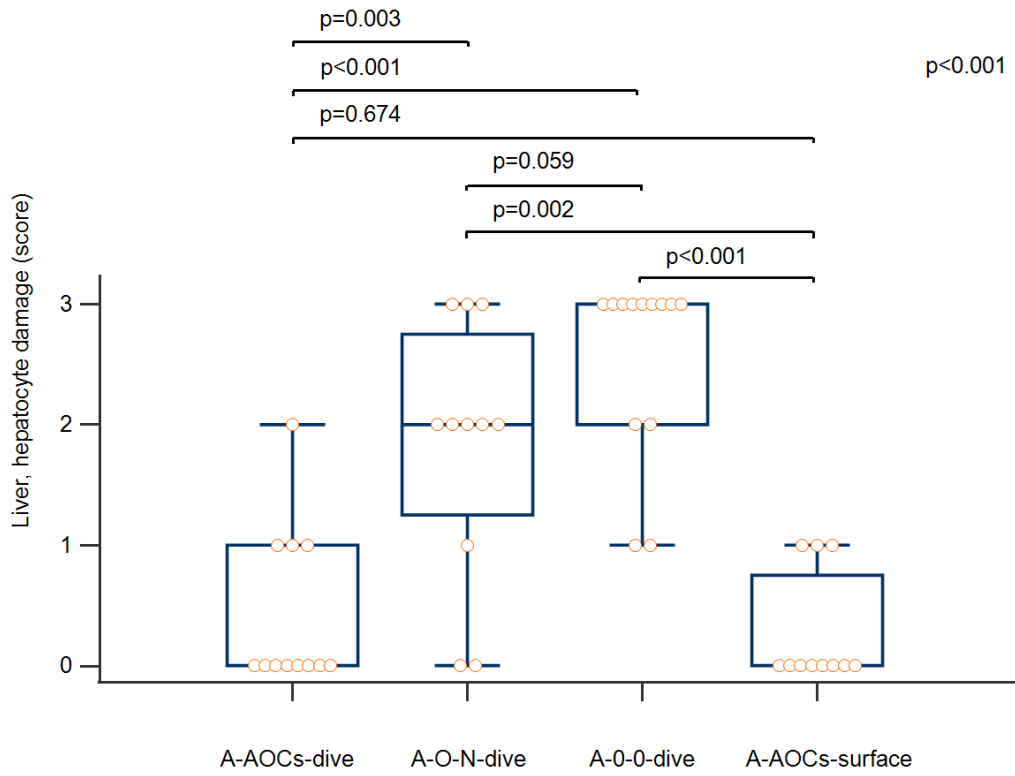 p=0.003
p<0.001
p<0.001
p=0.674
p=0.059
p=0.002
p<0.001
Liver, hepatocyte damage (score)
3
2
1
0
A-AOCs-dive A-O-N-dive A-0-0-dive A-AOCs-surface